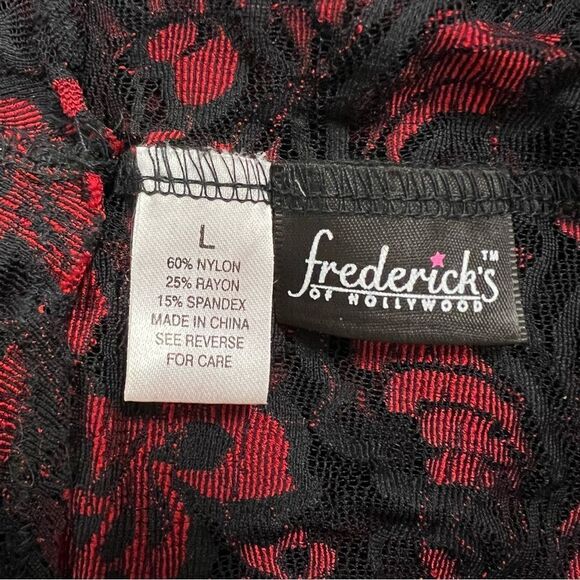 L
60% NYLON
25% RAYON
15% SPANDEX
MADE IN CHINA
SEE REVERSE
FOR CARE
frederick's™
OF HOLLYWOOD